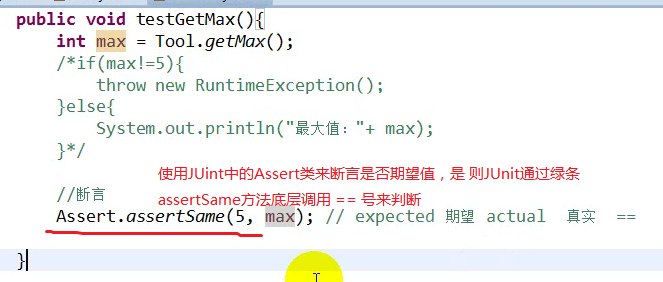 public void testGetMax(){
int max = Tool.getMax();
/*if(max!=5){
throw new RuntimeException();
}else{
System.out.println("最大值："+ max);
}*/
使用JUint中的Assert类来断言是否期望值，是 则JUnit通过绿条
//断言
assertSame方法底层调用 == 号来判断
Assert.assertSame(5, max); // expected 期望 actual 真实 ==
}